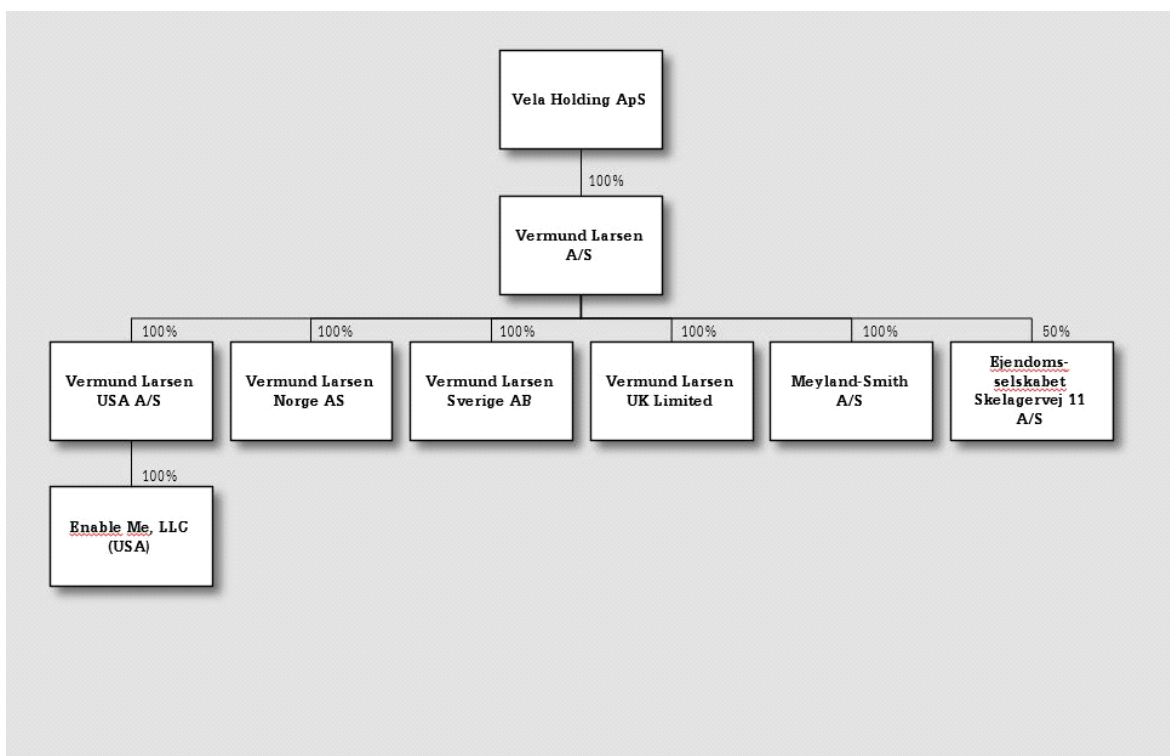 Vela Holding ApS
100%
Vermund Larsen
A/S
100%
100%
100%
100%
100%
50%
Vermund Larsen
USA A/S
Vermund Larsen
Norge AS
Vermund Larsen
Sverige AB
Vermund Larsen
UK Limited
Meyland-Smith
A/S
Ejendoms-
selskabet
Skelagervej 11
A/S
100%
Enable Me, LLC
(USA)